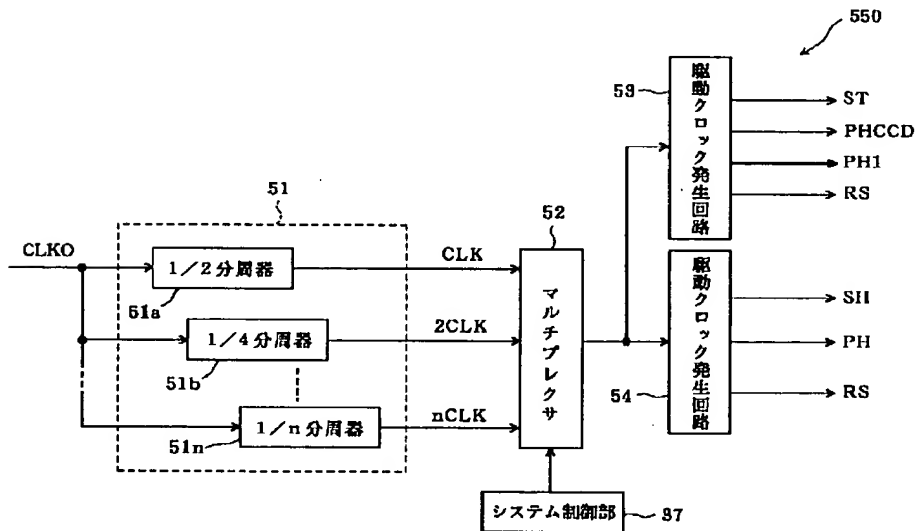 550
駆動クロック発生回路
53
ST
PHCCD
PH1
RS
51
52
CLKO
1/2分周器
51a
CLK
1/4分周器
51b
2CLK
1/n分周器
51n
nCLK
マルチプレクサ
駆動クロック発生回路
54
SH
PH
RS
システム制御部
37